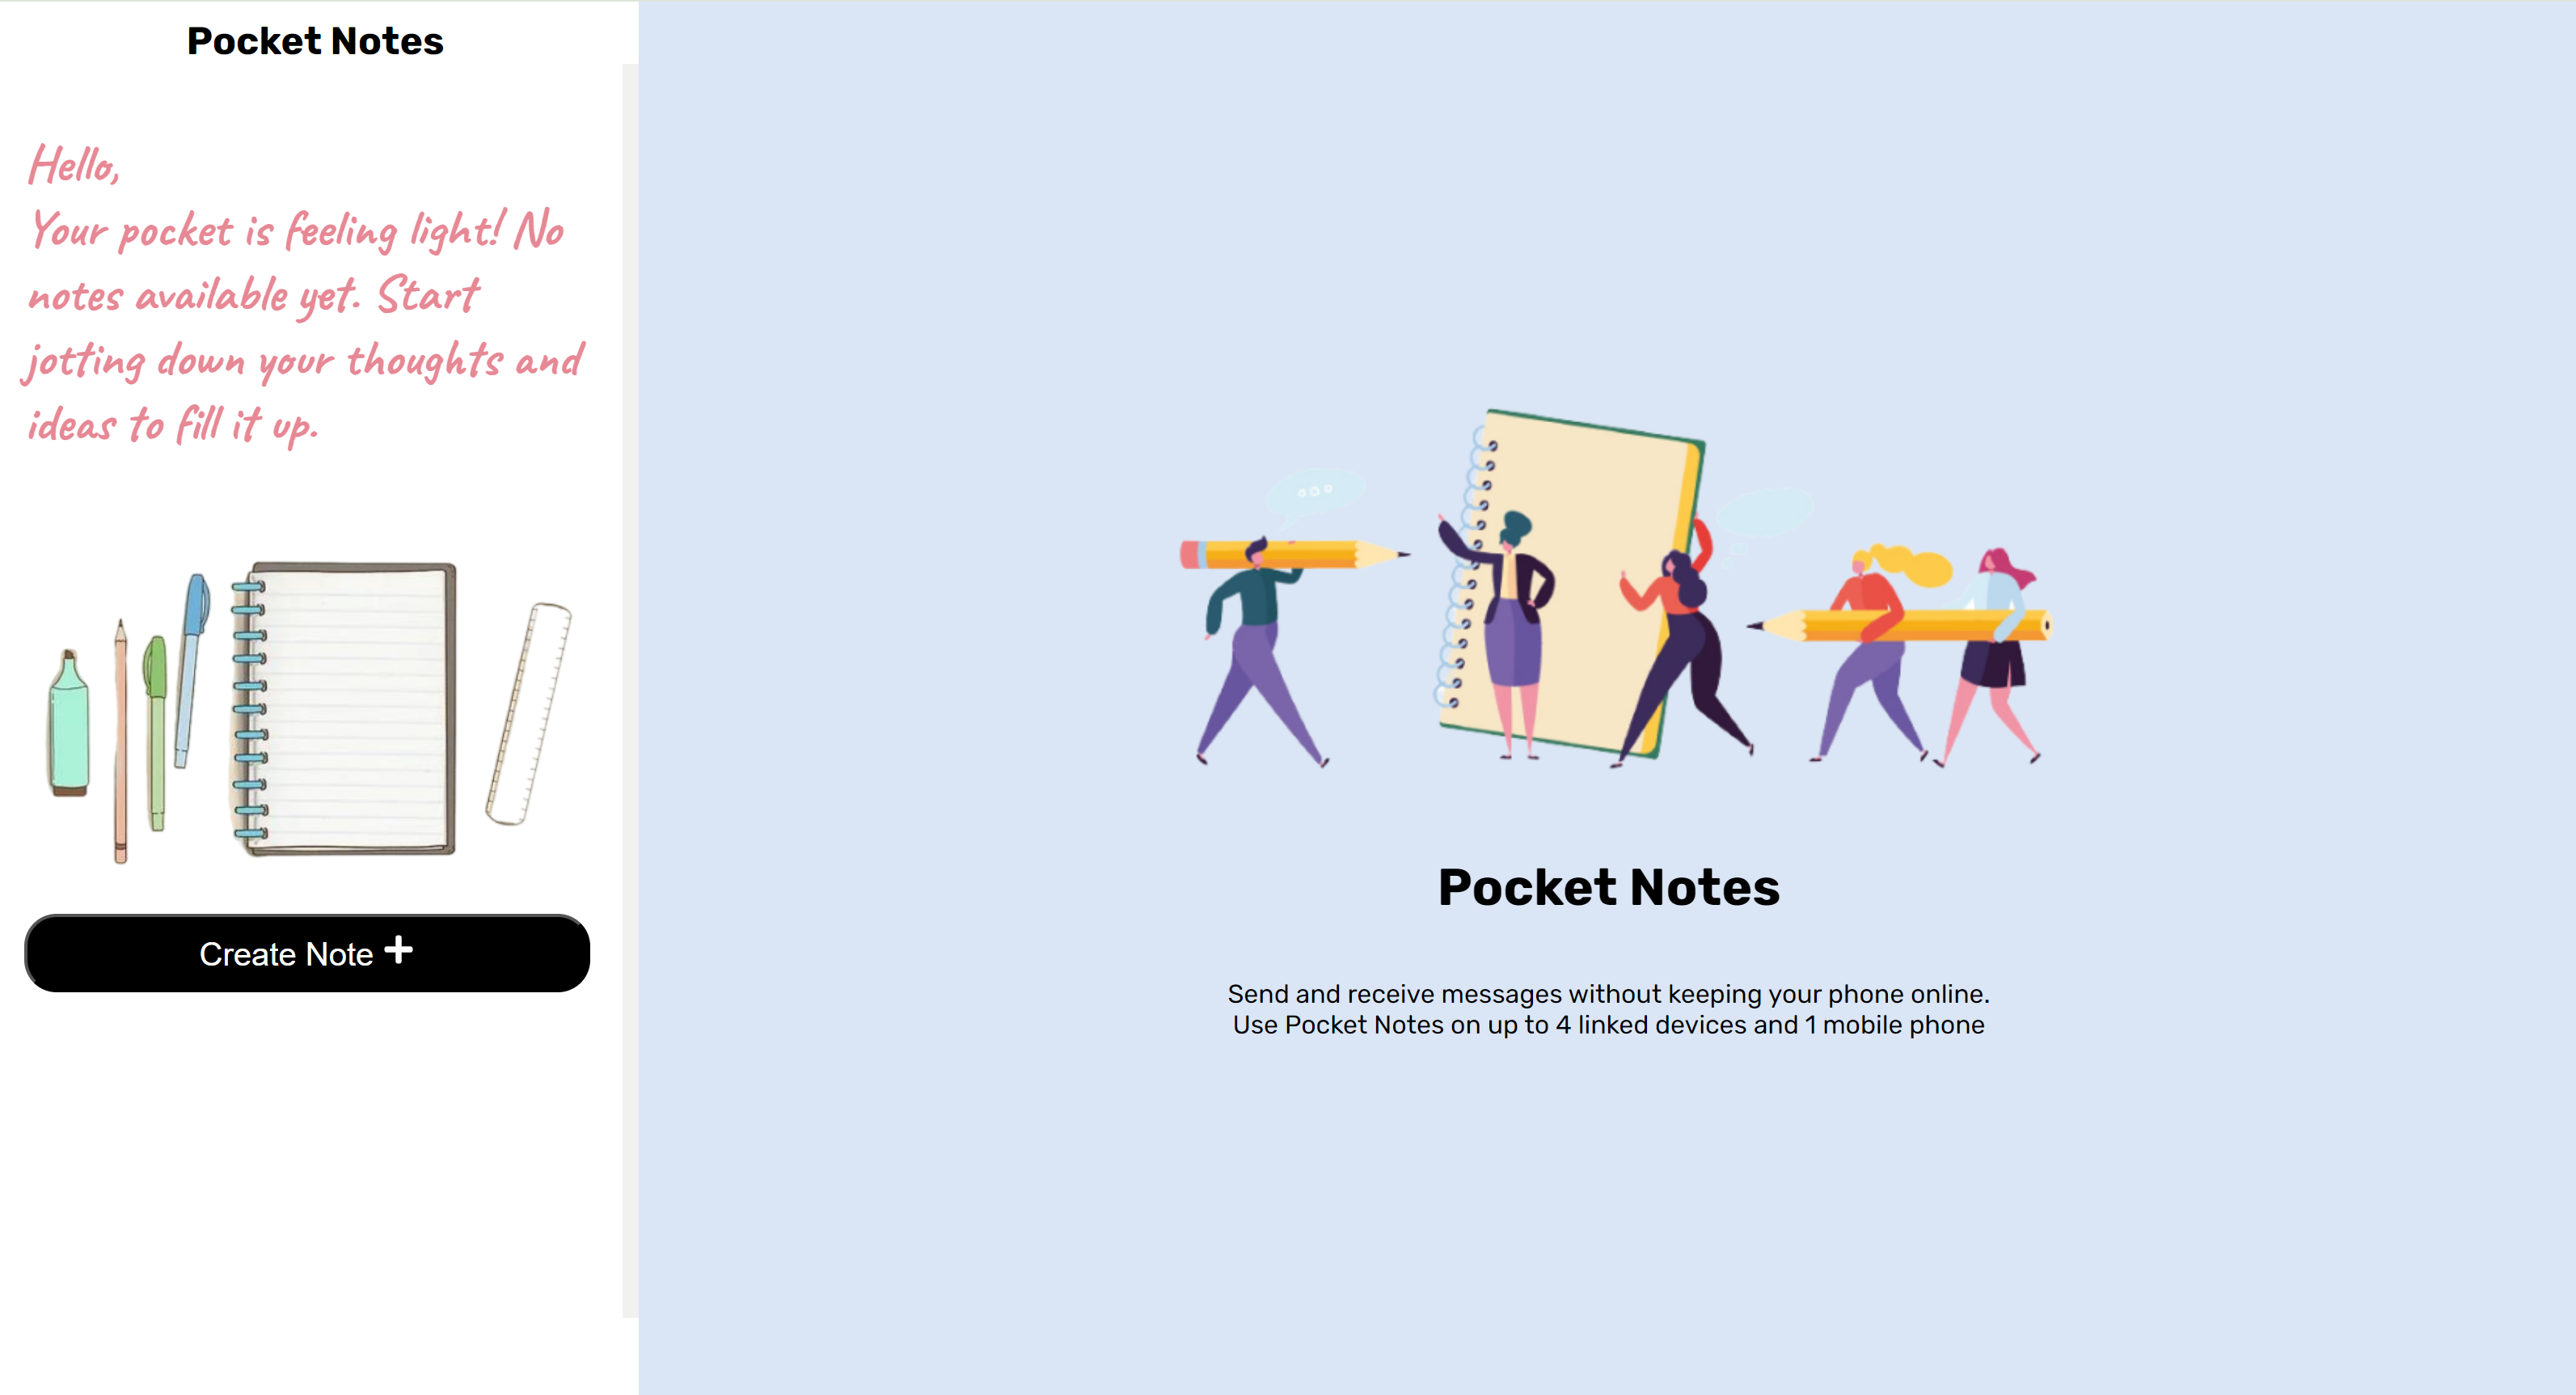 Pocket Notes
Hello,
Your pocket is feeling light! No
notes available yet. Start
jotting down your thoughts and
ideas to fill it up.
Create Note +
Pocket Notes
Send and receive messages without keeping your phone online.
Use Pocket Notes on up to 4 linked devices and 1 mobile phone